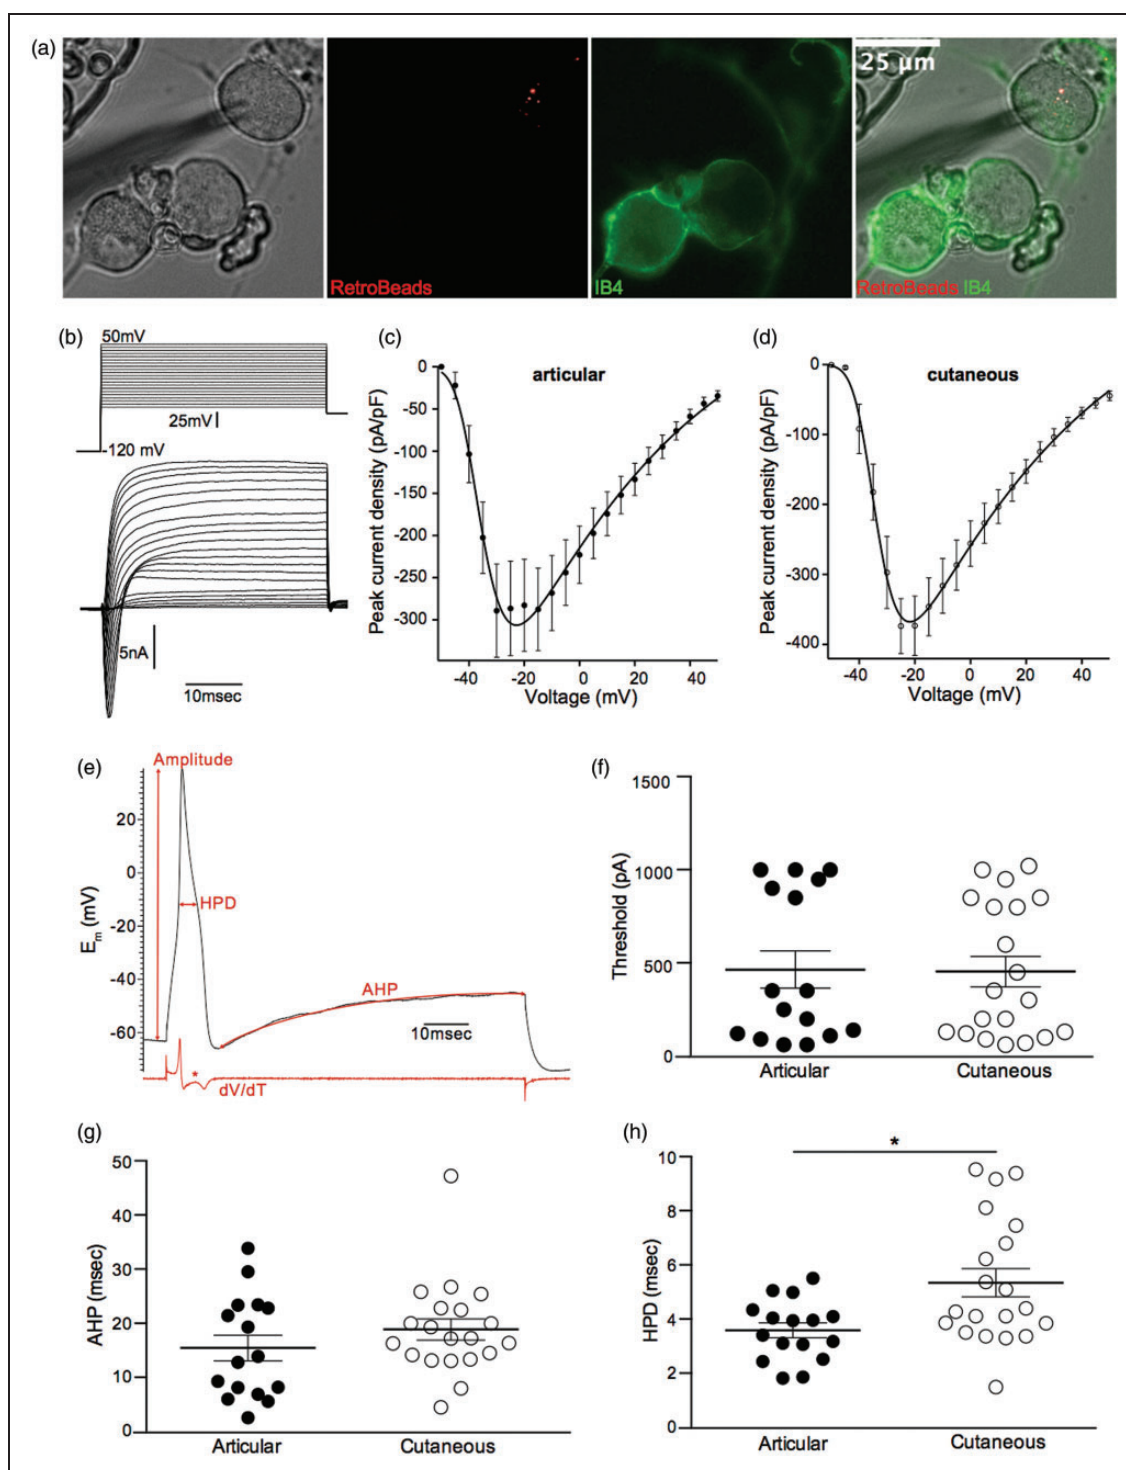 (a)
25 μm
RetroBeads
IB4
RetroBeads IB4
(b)
50mV
25mV
-120 mV
5nA
10msec
(c)
articular
Peak current density (pA/pF)
0
-50
-100
-150
-200
-250
-300
-40
-20
0
20
40
Voltage (mV)
(d)
cutaneous
Peak current density (pA/pF)
0
-100
-200
-300
-400
-40
-20
0
20
40
Voltage (mV)
(e)
Amplitude
Em (mV)
20
0
-20
-40
-60
HPD
AHP
10msec
*
dV/dT
(f)
Threshold (pA)
1500
1000
500
0
Articular
Cutaneous
(g)
AHP (msec)
50
40
30
20
10
0
Articular
Cutaneous
(h)
*
HPD (msec)
10
8
6
4
2
0
Articular
Cutaneous